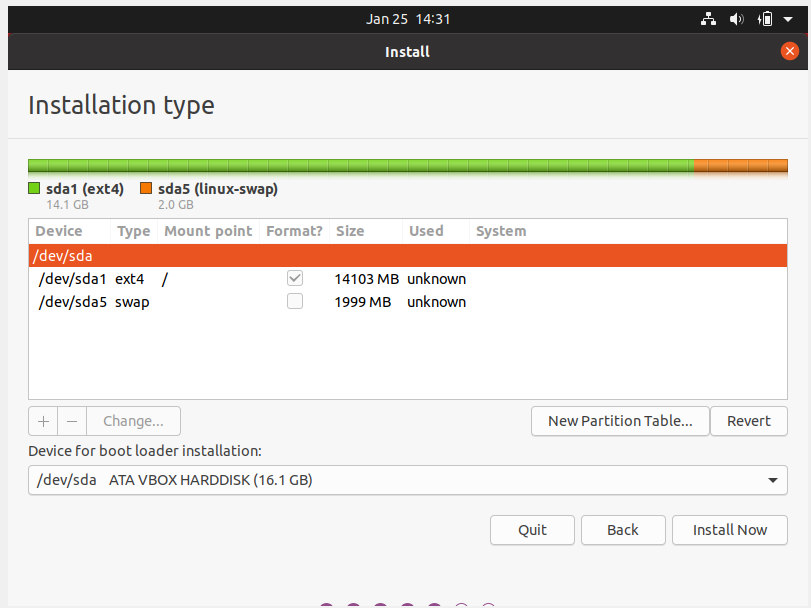 Jan 25 14:31
Install
Installation type
sda1 (ext4) sda5 (linux-swap)
14.1 GB 2.0 GB
Device Type Mount point Format? Size Used System
/dev/sda
/dev/sda1 ext4 / 14103 MB unknown
/dev/sda5 swap 1999 MB unknown
+ − Change... New Partition Table... Revert
Device for boot loader installation:
/dev/sda ATA VBOX HARDDISK (16.1 GB)
Quit Back Install Now